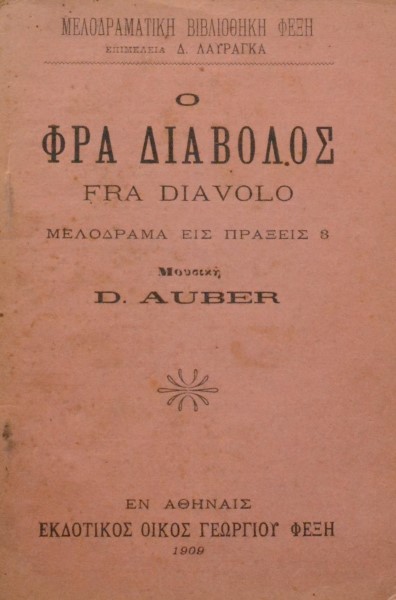 ΜΕΛΟΔΡΑΜΑΤΙΚΗ ΒΙΒΛΙΟΘΗΚΗ ΦΕΞΗ
ΕΠΙΜΕΛΕΙΑ Δ. ΛΑΥΡΑΓΚΑ
Ο
ΦΡΑ ΔΙΑΒΟΛΟΣ
FRA DIAVOLO
ΜΕΛΟΔΡΑΜΑ ΕΙΣ ΠΡΑΞΕΙΣ 3
Μουσικὴ
D. AUBER
ΕΝ ΑΘΗΝΑΙΣ
ΕΚΔΟΤΙΚΟΣ ΟΙΚΟΣ ΓΕΩΡΓΙΟΥ ΦΕΞΗ
1909